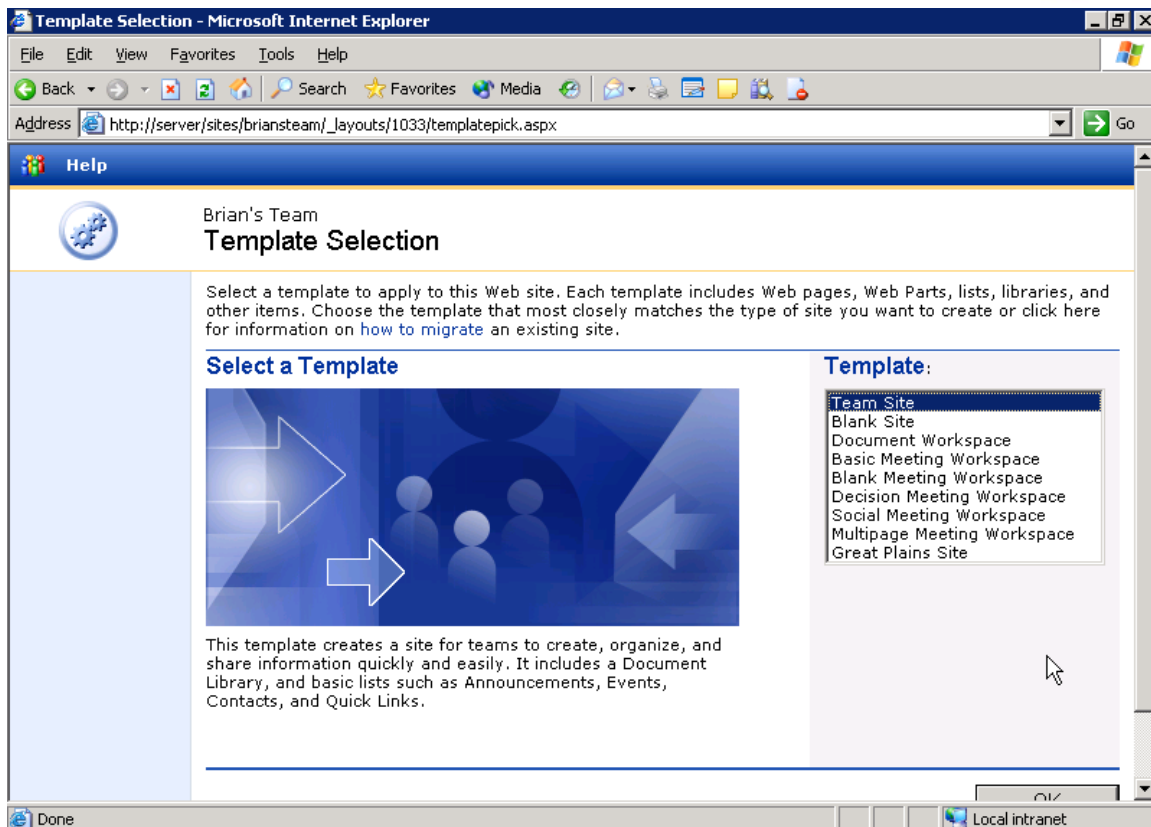 Template Selection - Microsoft Internet Explorer
File Edit View Favorites Tools Help
Back Search Favorites Media
Address http://server/sites/briansteam/_layouts/1033/templatepick.aspx Go
Help
Brian's Team
Template Selection
Select a template to apply to this Web site. Each template includes Web pages, Web Parts, lists, libraries, and
other items. Choose the template that most closely matches the type of site you want to create or click here
for information on how to migrate an existing site.
Select a Template
This template creates a site for teams to create, organize, and
share information quickly and easily. It includes a Document
Library, and basic lists such as Announcements, Events,
Contacts, and Quick Links.
Template:
Team Site
Blank Site
Document Workspace
Basic Meeting Workspace
Blank Meeting Workspace
Decision Meeting Workspace
Social Meeting Workspace
Multipage Meeting Workspace
Great Plains Site
OK
Done Local intranet